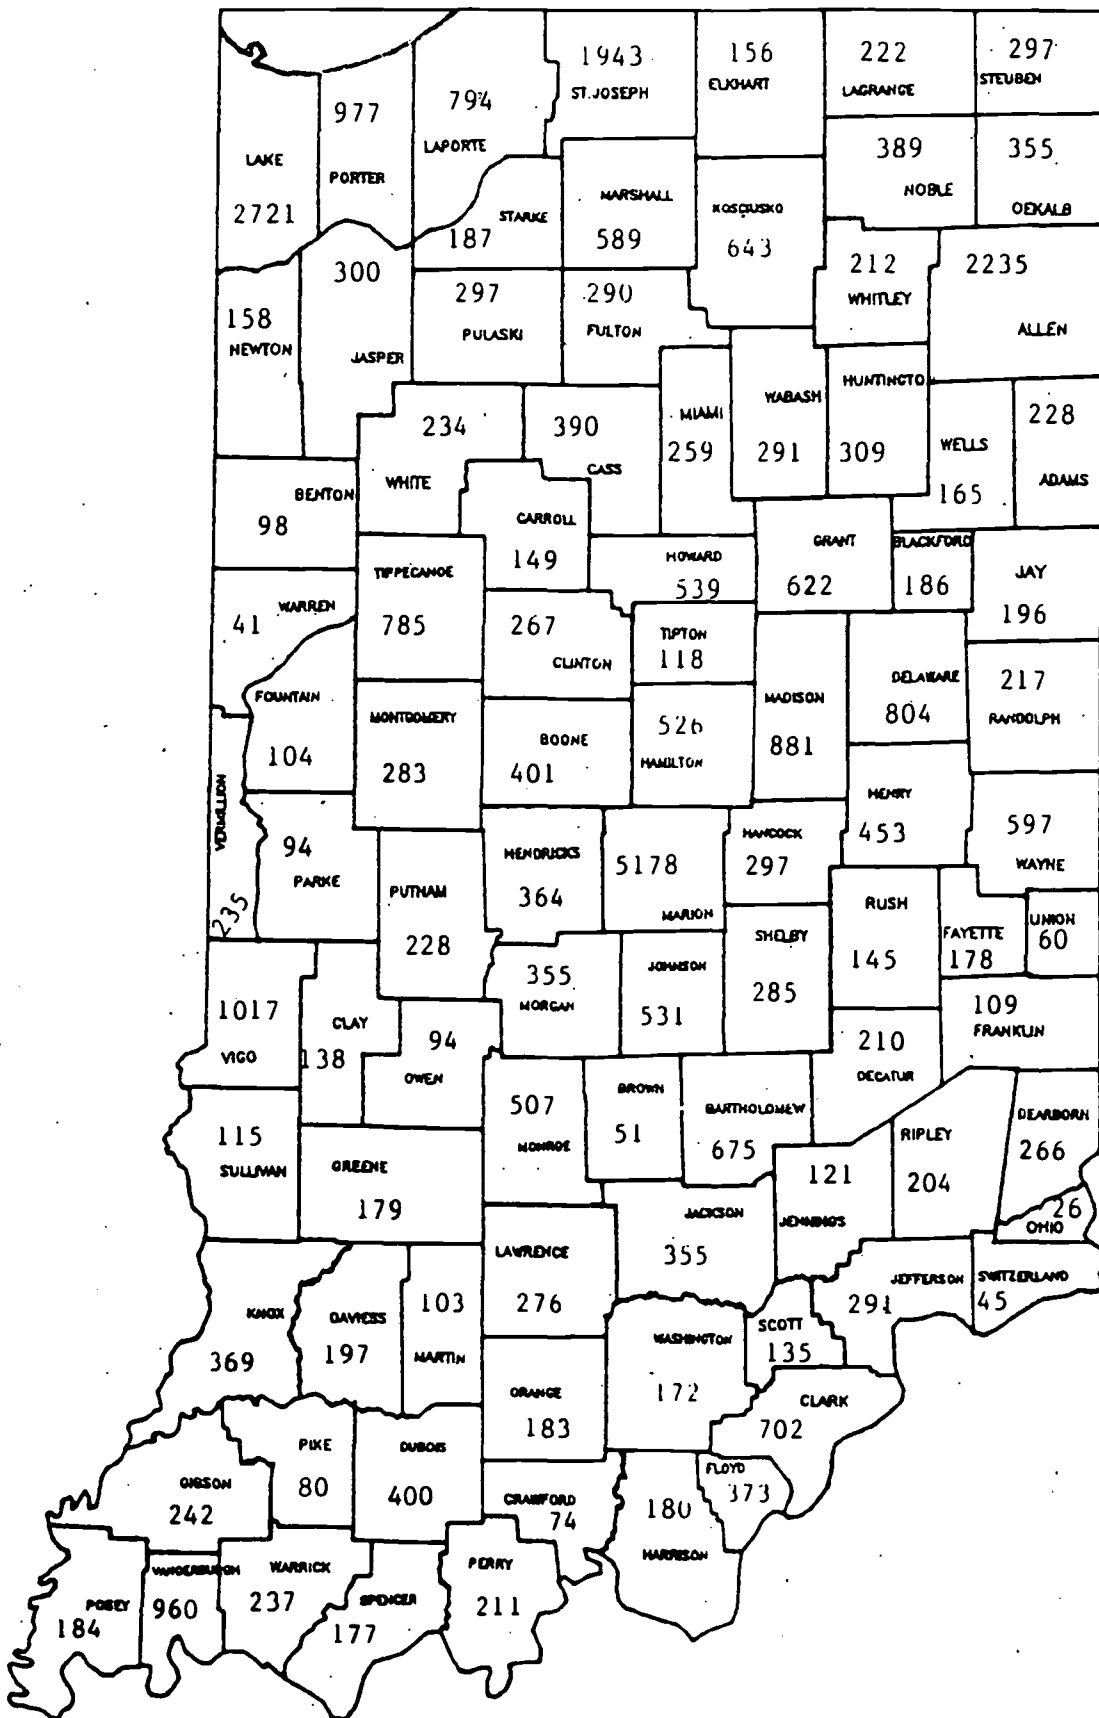 1943
ST. JOSEPH
156
ELKHART
222
LAGRANGE
297
STEUBEN
977
PORTER
794
LAPORTE
LAKE
2721
389
NOBLE
355
DEKALB
STARKE
187
MARSHALL
589
KOSCIUSKO
643
212
WHITLEY
2235
ALLEN
300
JASPER
158
NEWTON
297
PULASKI
290
FULTON
MIAMI
259
WABASH
291
HUNTINGTO
309
WELLS
165
228
ADAMS
234
WHITE
390
CASS
BENTON
98
CARROLL
149
HOWARD
539
GRANT
622
BLACKFORD
186
JAY
196
WARREN
41
TIPPECANOE
785
267
CLINTON
TIPTON
118
MADISON
881
DELAWARE
804
217
RANDOLPH
FOUNTAIN
104
MONTGOMERY
283
BOONE
401
526
HAMILTON
VERMILLION
235
94
PARKE
PUTNAM
228
HENDRICKS
364
5178
MARION
HANCOCK
297
HENRY
453
597
WAYNE
RUSH
145
FAYETTE
178
UNION
60
SHELBY
285
355
MORGAN
JOHNSON
531
1017
VIGO
CLAY
138
94
OWEN
210
DECATUR
109
FRANKLIN
507
MONROE
BROWN
51
BARTHOLOMEW
675
115
SULLIVAN
GREENE
179
121
JENNINGS
RIPLEY
204
DEARBORN
266
26
OHIO
JACKSON
355
LAWRENCE
276
KNOX
369
DAVIESS
197
103
MARTIN
JEFFERSON
291
SWITZERLAND
45
WASHINGTON
172
SCOTT
135
ORANGE
183
CLARK
702
PIKE
80
DUBOIS
400
GIBSON
242
CRAWFORD
74
FLOYD
373
180
HARRISON
POSEY
184
VANDERBURGH
960
WARRICK
237
SPENCER
177
PERRY
211